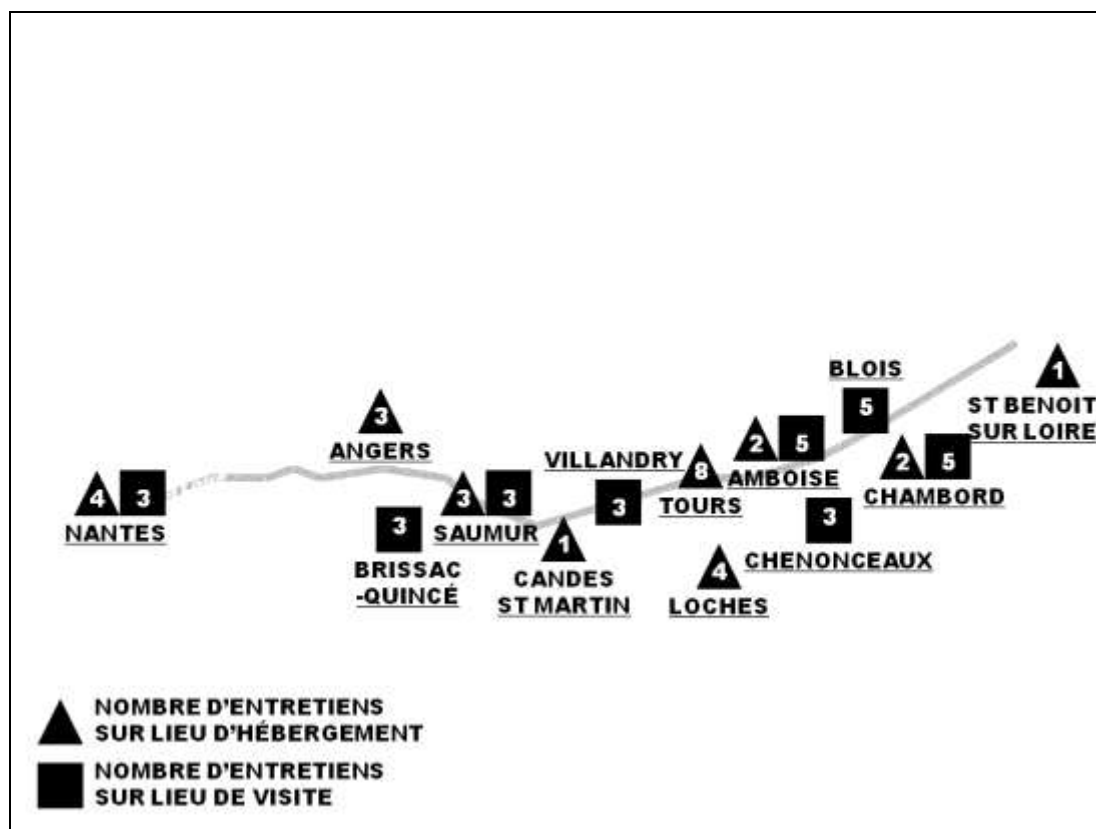 BLOIS
5
1
ST BENOIT
SUR LOIRE
3
ANGERS
VILLANDRY
8
TOURS
2 5
AMBOISE
2 5
CHAMBORD
4 3
NANTES
3
BRISSAC
-QUINCÉ
3 3
SAUMUR
3
1
CANDES
ST MARTIN
4
LOCHES
3
CHENONCEAUX
NOMBRE D'ENTRETIENS
SUR LIEU D'HÉBERGEMENT
NOMBRE D'ENTRETIENS
SUR LIEU DE VISITE